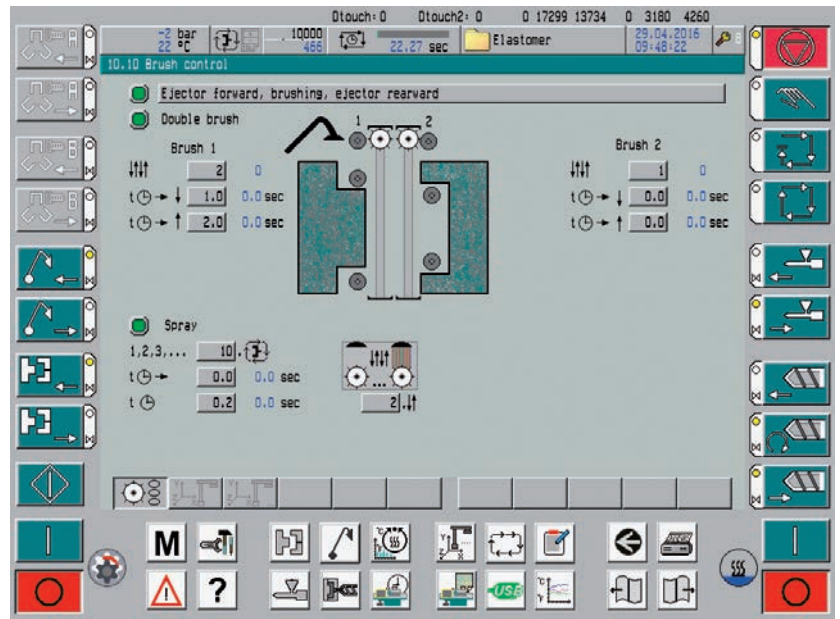 Dtouch: 0 Dtouch2: 0 0 17299 13734 0 3180 4260
-2 bar
22 °C
. 10000
466
22.27 sec
Elastomer
29.04.2016
09:48:22
8
10.10 Brush control
Ejector forward, brushing, ejector rearward
Double brush
1 2
Brush 1
2 0
t 1.0 0.0 sec
t 2.0 0.0 sec
Brush 2
1 0
t 0.0 0.0 sec
t 0.0 0.0 sec
Spray
1,2,3,... 10.
t 0.0 0.0 sec
t 0.2 0.0 sec
...
2.
A
A
B
B
M
?
USB
°C